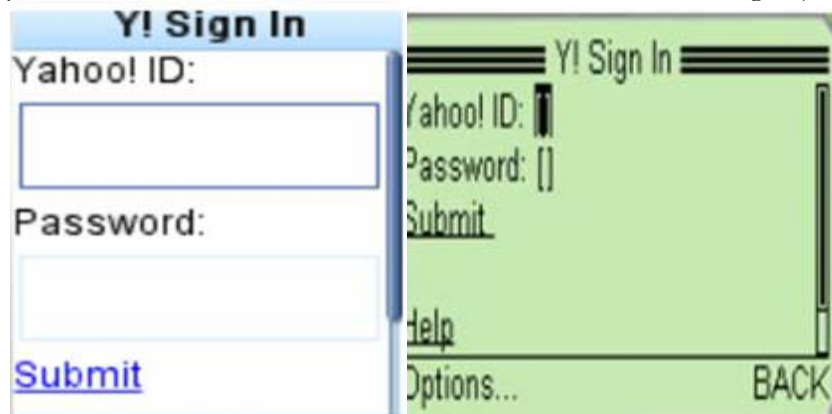 Y! Sign In
Yahoo! ID:
Password:
Submit
Y! Sign In
Yahoo! ID: []
Password: []
Submit
Help
Options... BACK